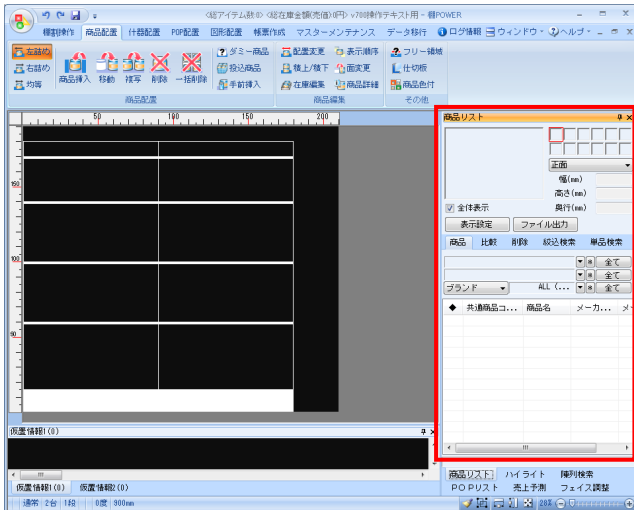 (総アイテム数:0) (総在庫金額(売価):0円) v700操作テキスト用 - 棚POWER
棚割操作 商品配置 什器配置 POP配置 図形配置 帳票作成 マスターメンテナンス データ移行 ログ情報 ウィンドウ ヘルプ
左詰め 右詰め 均等
商品挿入 移動 複写 削除 一括削除
ダミー商品 投込商品 手前挿入
配置変更 表示順序
積上/積下 面変更
在庫編集 商品詳細
フリー領域 仕切板 商品色付
商品配置 商品編集 その他
50 100 150 200
150
100
50
商品リスト
正面
幅(mm)
高さ(mm)
奥行(mm)
全体表示
表示設定 ファイル出力
商品 比較 削除 絞込検索 単品検索
* 全て
* 全て
ブランド ALL (... * 全て
◆ 共通商品コ... 商品名 メーカ... メー
仮置情報1(0)
仮置情報1(0) 仮置情報2(0)
商品リスト ハイライト 陳列検索
POPリスト 売上予測 フェイス調整
通常 2台 1段 0度 900mm
28%